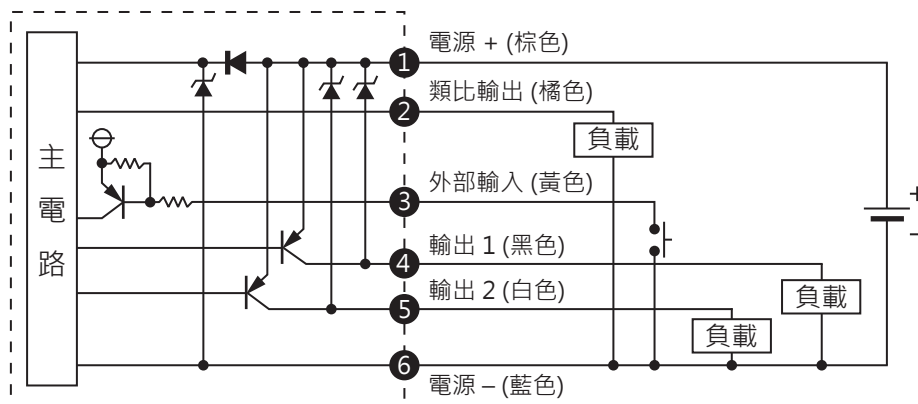 主電路
1
電源 + (棕色)
2
類比輸出 (橘色)
負載
3
外部輸入 (黃色)
+
−
4
輸出 1 (黑色)
負載
5
輸出 2 (白色)
負載
6
電源 – (藍色)